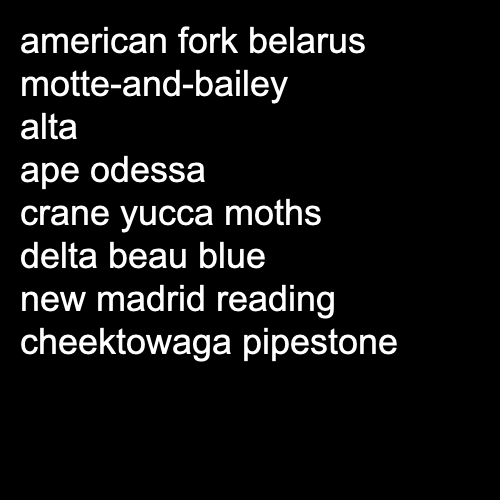 american fork belarus
motte-and-bailey
alta
ape odessa
crane yucca moths
delta beau blue
new madrid reading
cheektowaga pipestone